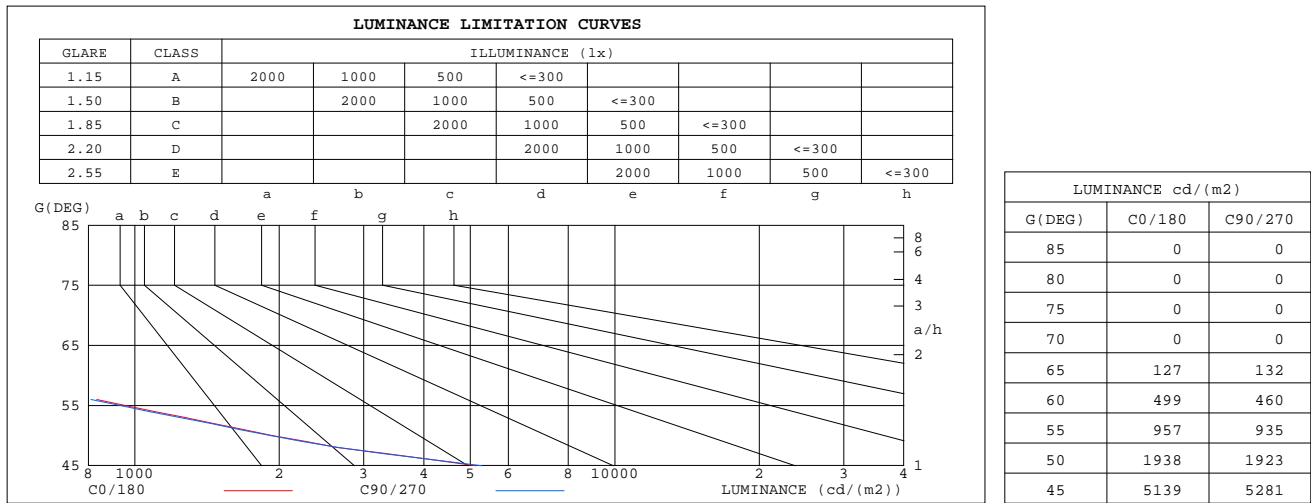 LUMINANCE LIMITATION CURVES
GLARE CLASS ILLUMINANCE (lx)
1.15 A 2000 1000 500 <=300
1.50 B 2000 1000 500 <=300
1.85 C 2000 1000 500 <=300
2.20 D 2000 1000 500 <=300
2.55 E 2000 1000 500 <=300
a b c d e f g h
G(DEG)
a b c d e f g h
85
75
65
55
45
8
6
4
3
a/h
2
1
8 1000 2 3 4 5 6 8 10000 2 3 4
C0/180 C90/270 LUMINANCE (cd/(m2))
LUMINANCE cd/(m2)
G(DEG) C0/180 C90/270
85 0 0
80 0 0
75 0 0
70 0 0
65 127 132
60 499 460
55 957 935
50 1938 1923
45 5139 5281